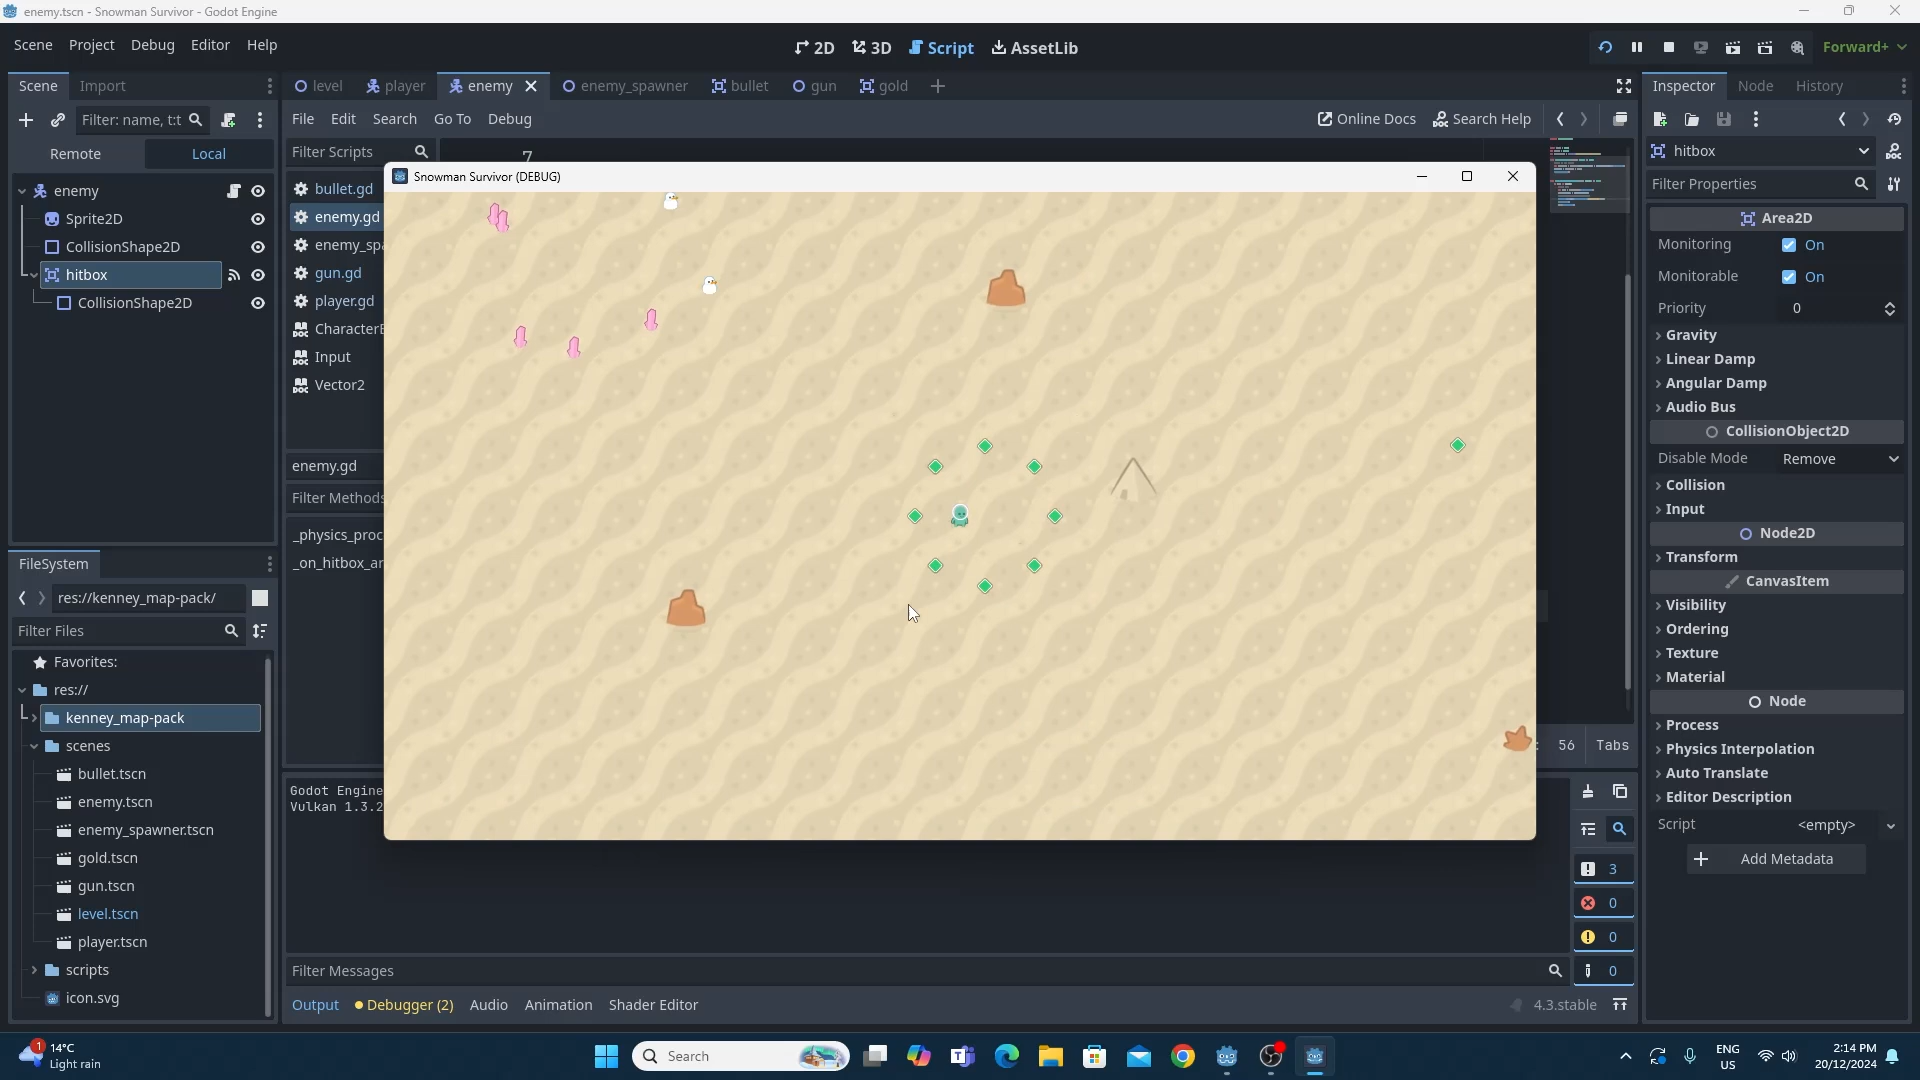 enemy.tscn - Snowman Survivor - Godot Engine
Scene Project Debug Editor Help
2D 3D Script AssetLib
Forward+
Scene Import
level player enemy enemy_spawner bullet gun gold
Inspector Node History
Filter: name, t:t
File Edit Search Go To Debug
Online Docs Search Help
Remote Local
Filter Scripts
7
hitbox
Filter Properties
Snowman Survivor (DEBUG)
enemy
Sprite2D
CollisionShape2D
hitbox
CollisionShape2D
bullet.gd
enemy.gd
enemy_spa
gun.gd
player.gd
CharacterB
Input
Vector2
enemy.gd
Filter Methods
_physics_proc
_on_hitbox_ar
Area2D
Monitoring On
Monitorable On
Priority 0
Gravity
Linear Damp
Angular Damp
Audio Bus
CollisionObject2D
Disable Mode Remove
Collision
Input
Node2D
Transform
CanvasItem
Visibility
Ordering
Texture
Material
Node
Process
Physics Interpolation
Auto Translate
Editor Description
Script <empty>
Add Metadata
FileSystem
res://kenney_map-pack/
Filter Files
Favorites:
res://
kenney_map-pack
scenes
bullet.tscn
enemy.tscn
enemy_spawner.tscn
gold.tscn
gun.tscn
level.tscn
player.tscn
scripts
icon.svg
: 56 Tabs
Godot Engine
Vulkan 1.3.2
3
0
0
0
Filter Messages
Output Debugger (2) Audio Animation Shader Editor
4.3.stable
1
14°C
Light rain
Search
ENG
US
2:14 PM
20/12/2024